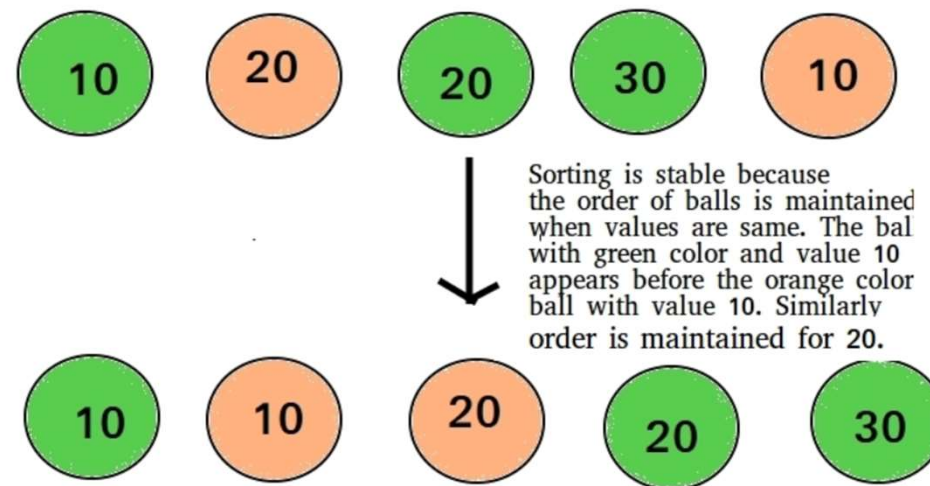 10 20 20 30 10
Sorting is stable because
the order of balls is maintained
when values are same. The bal
with green color and value 10
appears before the orange color
ball with value 10. Similarly
order is maintained for 20.
10 10 20 20 30